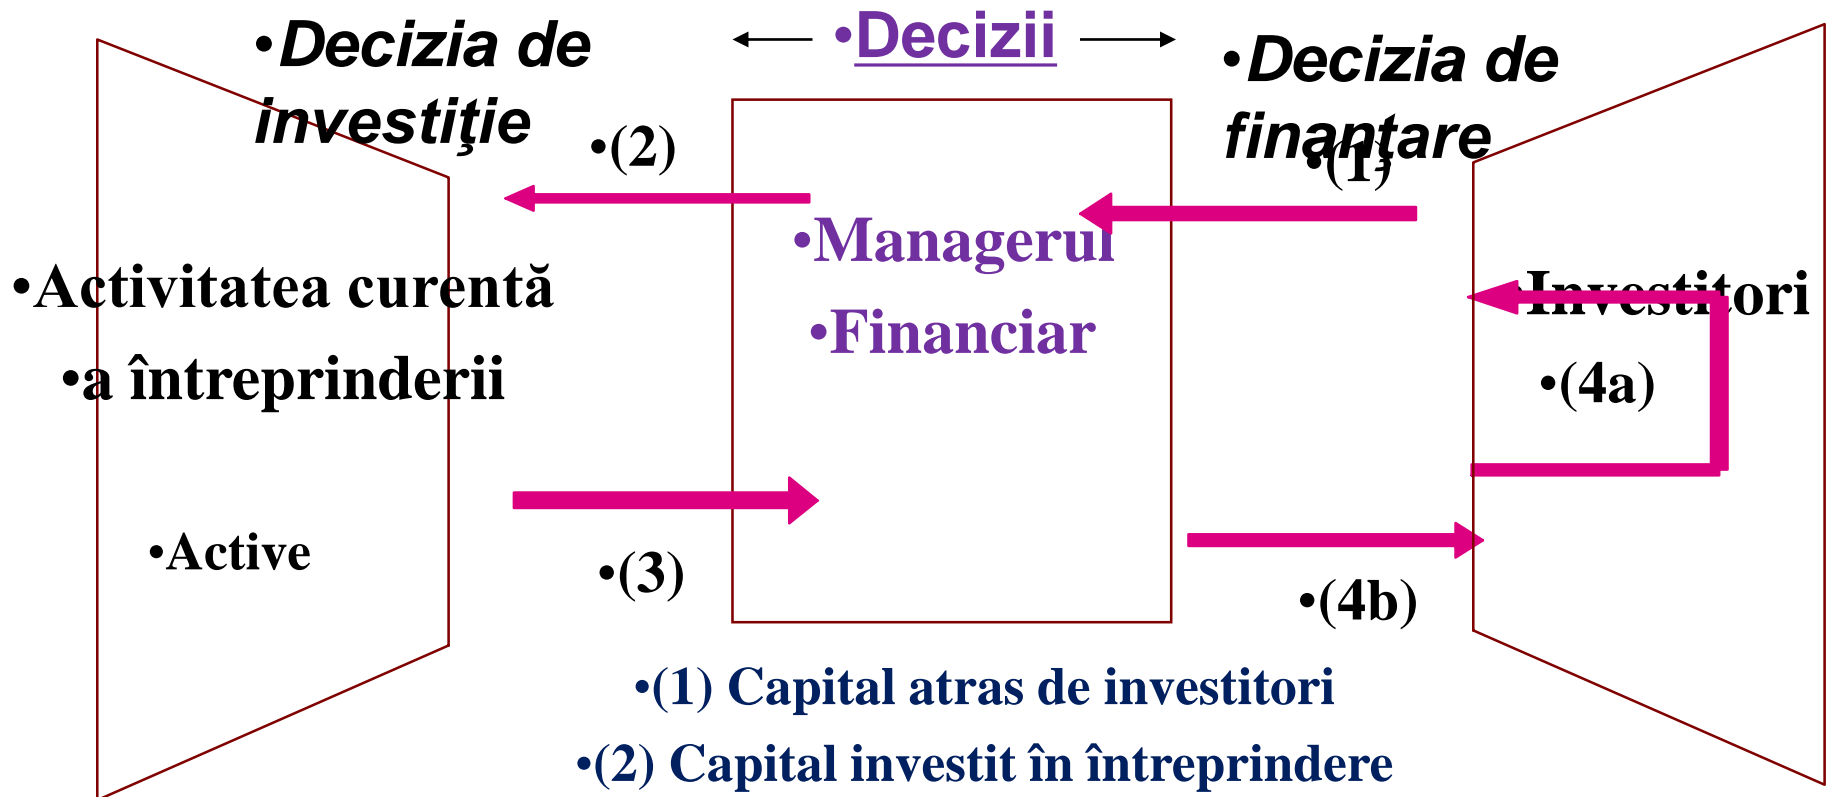 •Decizii
•Decizia de
investiţie
•Decizia de
finanţare
•(2)
•(1)
•Managerul
•Financiar
•Activitatea curentă
•a întreprinderii
•Investitori
•(4a)
•Active
•(3)
•(4b)
•(1) Capital atras de investitori
•(2) Capital investit în întreprindere